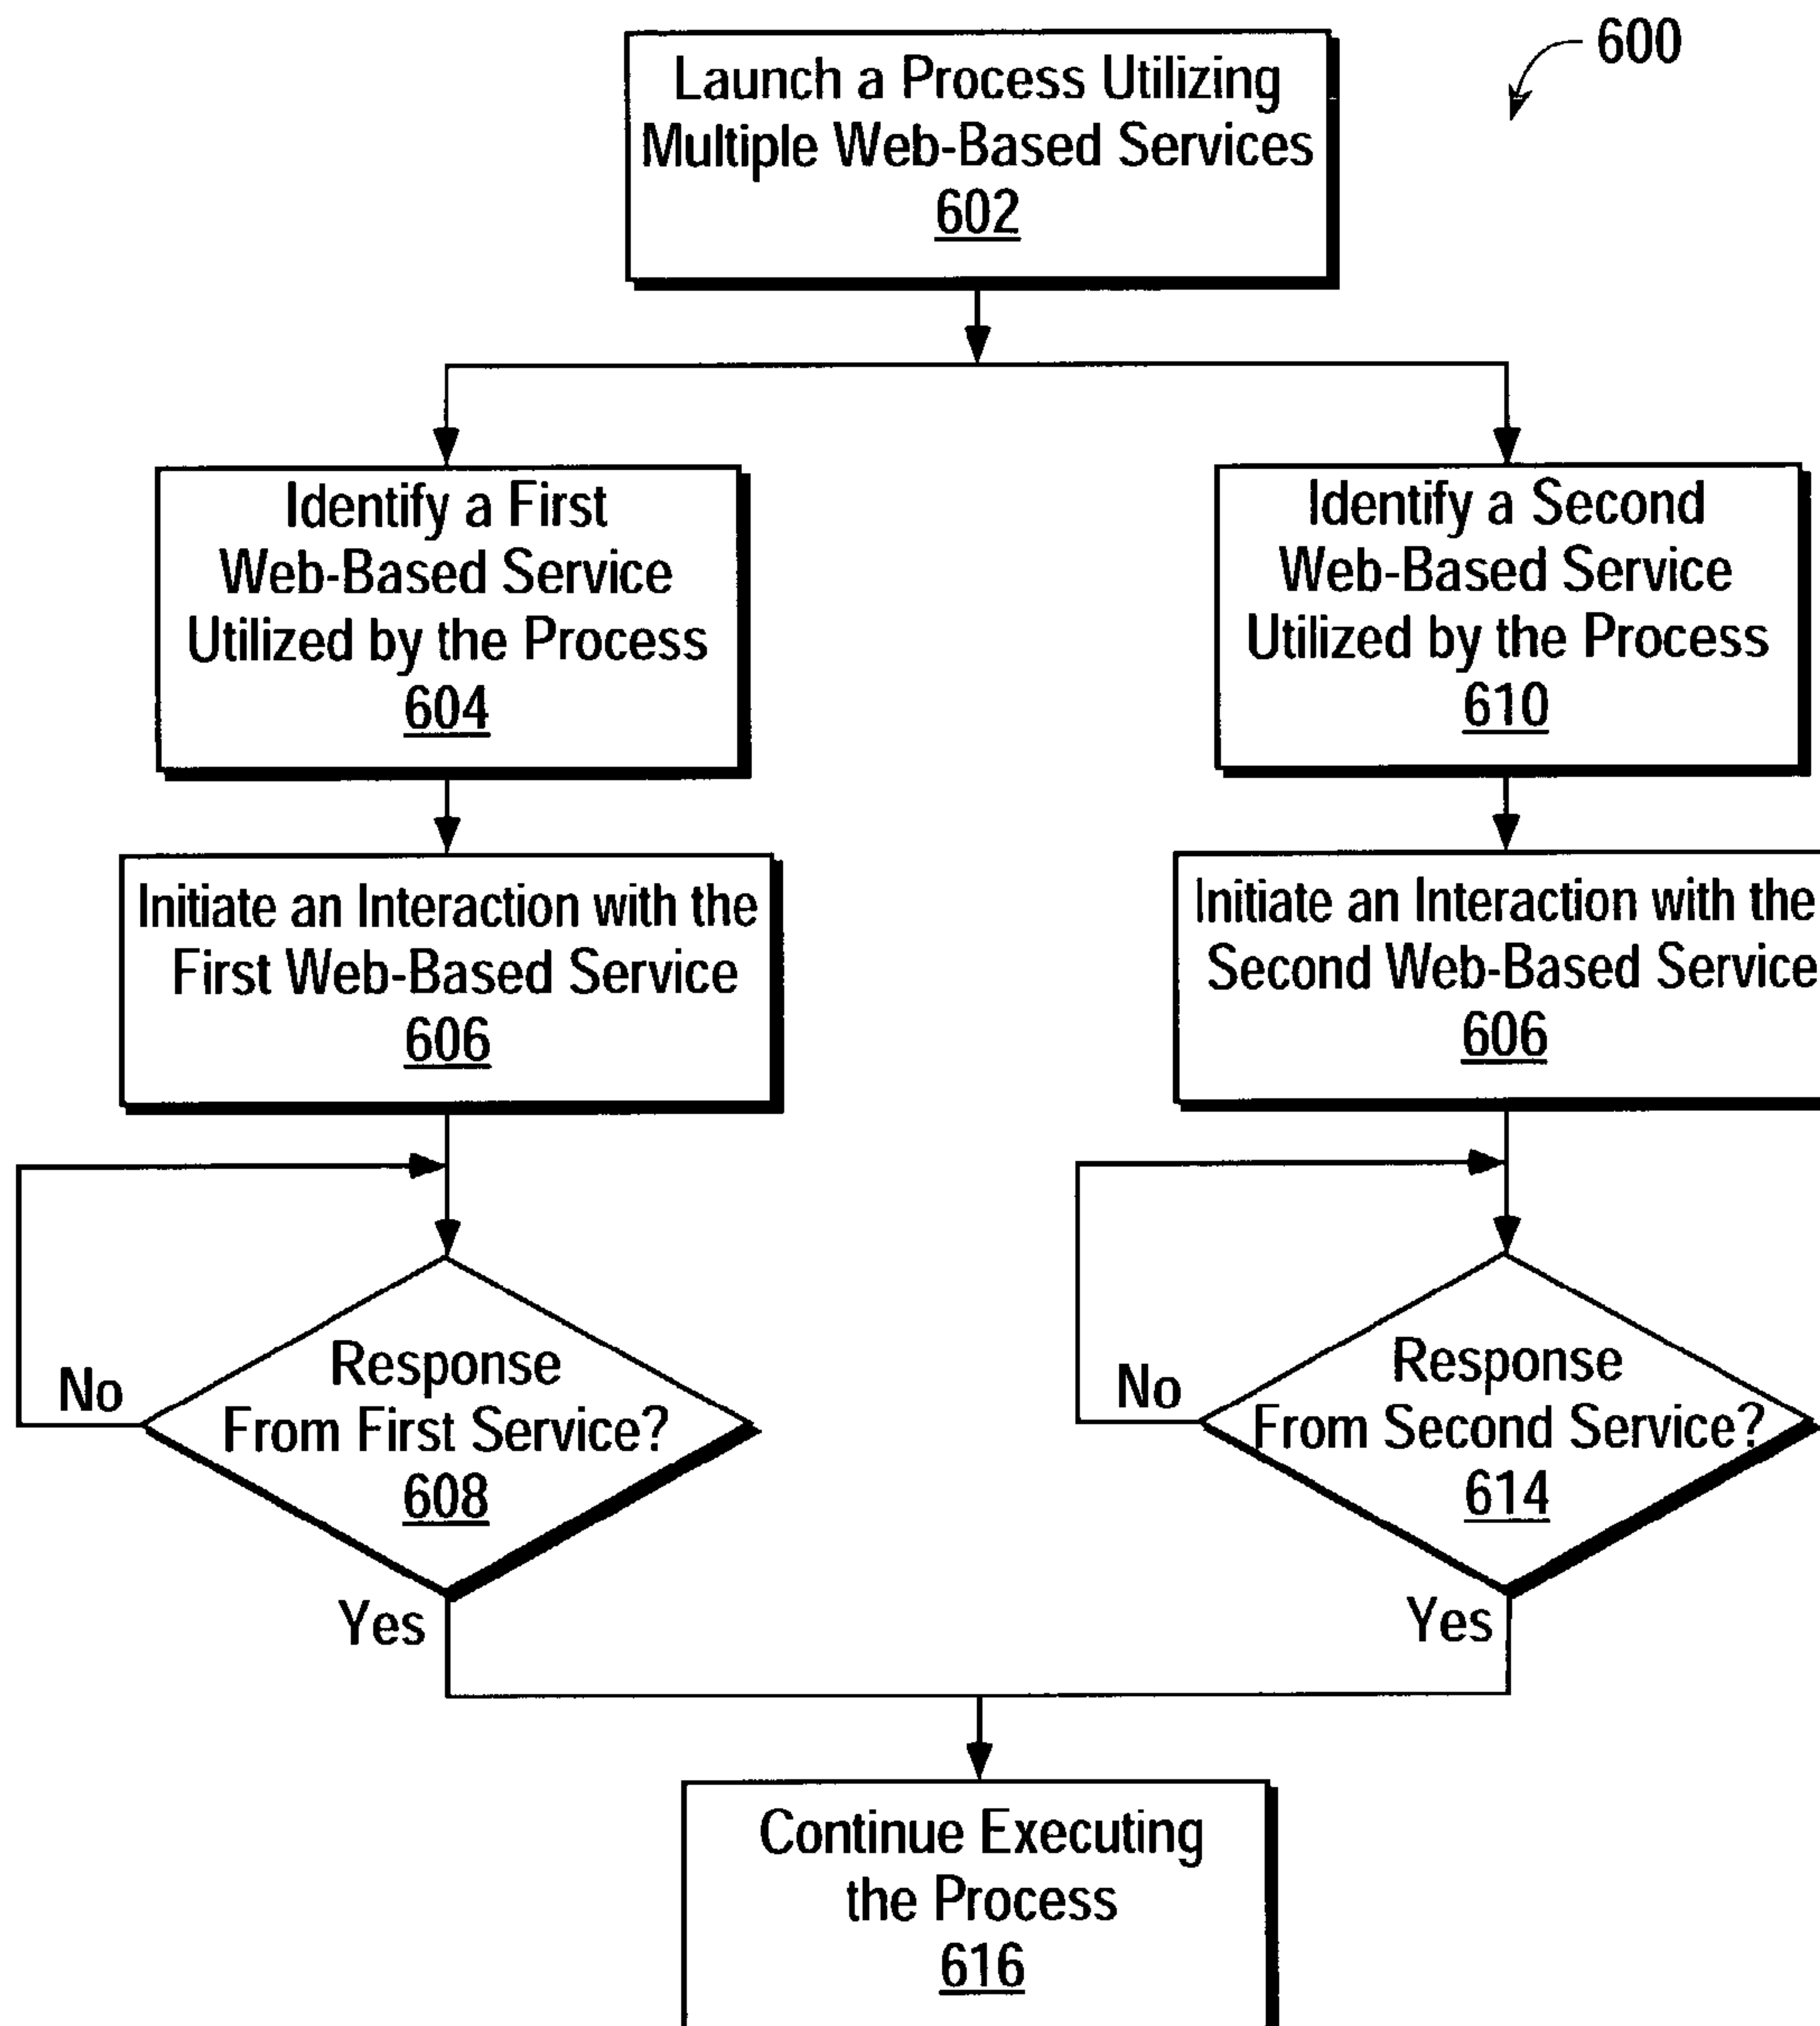 600
Launch a Process Utilizing
Multiple Web-Based Services
602
Identify a First
Web-Based Service
Utilized by the Process
604
Identify a Second
Web-Based Service
Utilized by the Process
610
Initiate an Interaction with the
First Web-Based Service
606
Initiate an Interaction with the
Second Web-Based Service
606
Response
From First Service?
608
No
Yes
Response
From Second Service?
614
No
Yes
Continue Executing
the Process
616